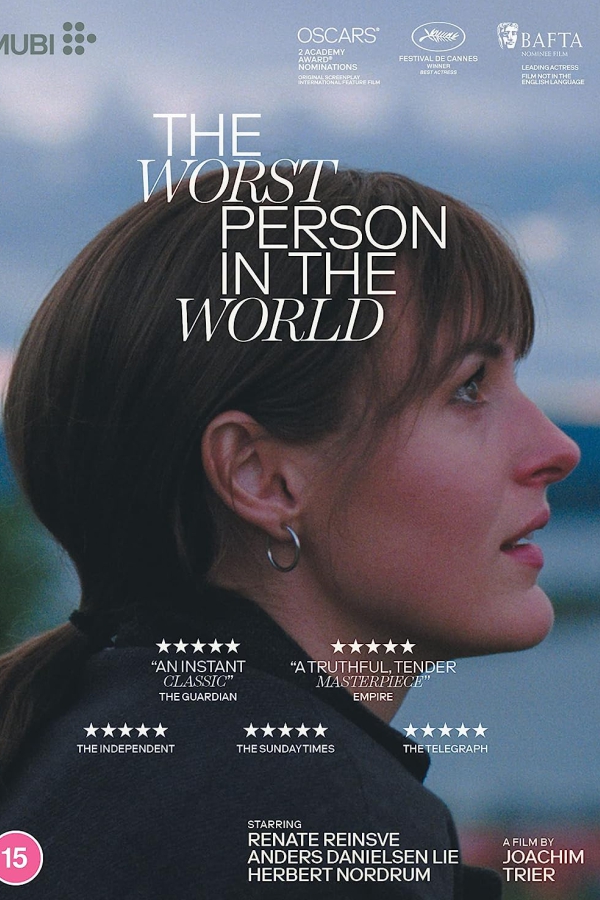 MUBI
OSCARS®
2 ACADEMY
AWARD®
NOMINATIONS
ORIGINAL SCREENPLAY
INTERNATIONAL FEATURE FILM
FESTIVAL DE CANNES
WINNER
BEST ACTRESS
BAFTA
NOMINEE FILM
LEADING ACTRESS
FILM NOT IN THE
ENGLISH LANGUAGE
THE
WORST
PERSON
IN THE
WORLD
★★★★★
“AN INSTANT
CLASSIC”
THE GUARDIAN
★★★★★
“A TRUTHFUL, TENDER
MASTERPIECE”
EMPIRE
★★★★★
THE INDEPENDENT
★★★★★
THE SUNDAY TIMES
★★★★★
THE TELEGRAPH
15
STARRING
RENATE REINSVE
ANDERS DANIELSEN LIE
HERBERT NORDRUM
A FILM BY
JOACHIM
TRIER